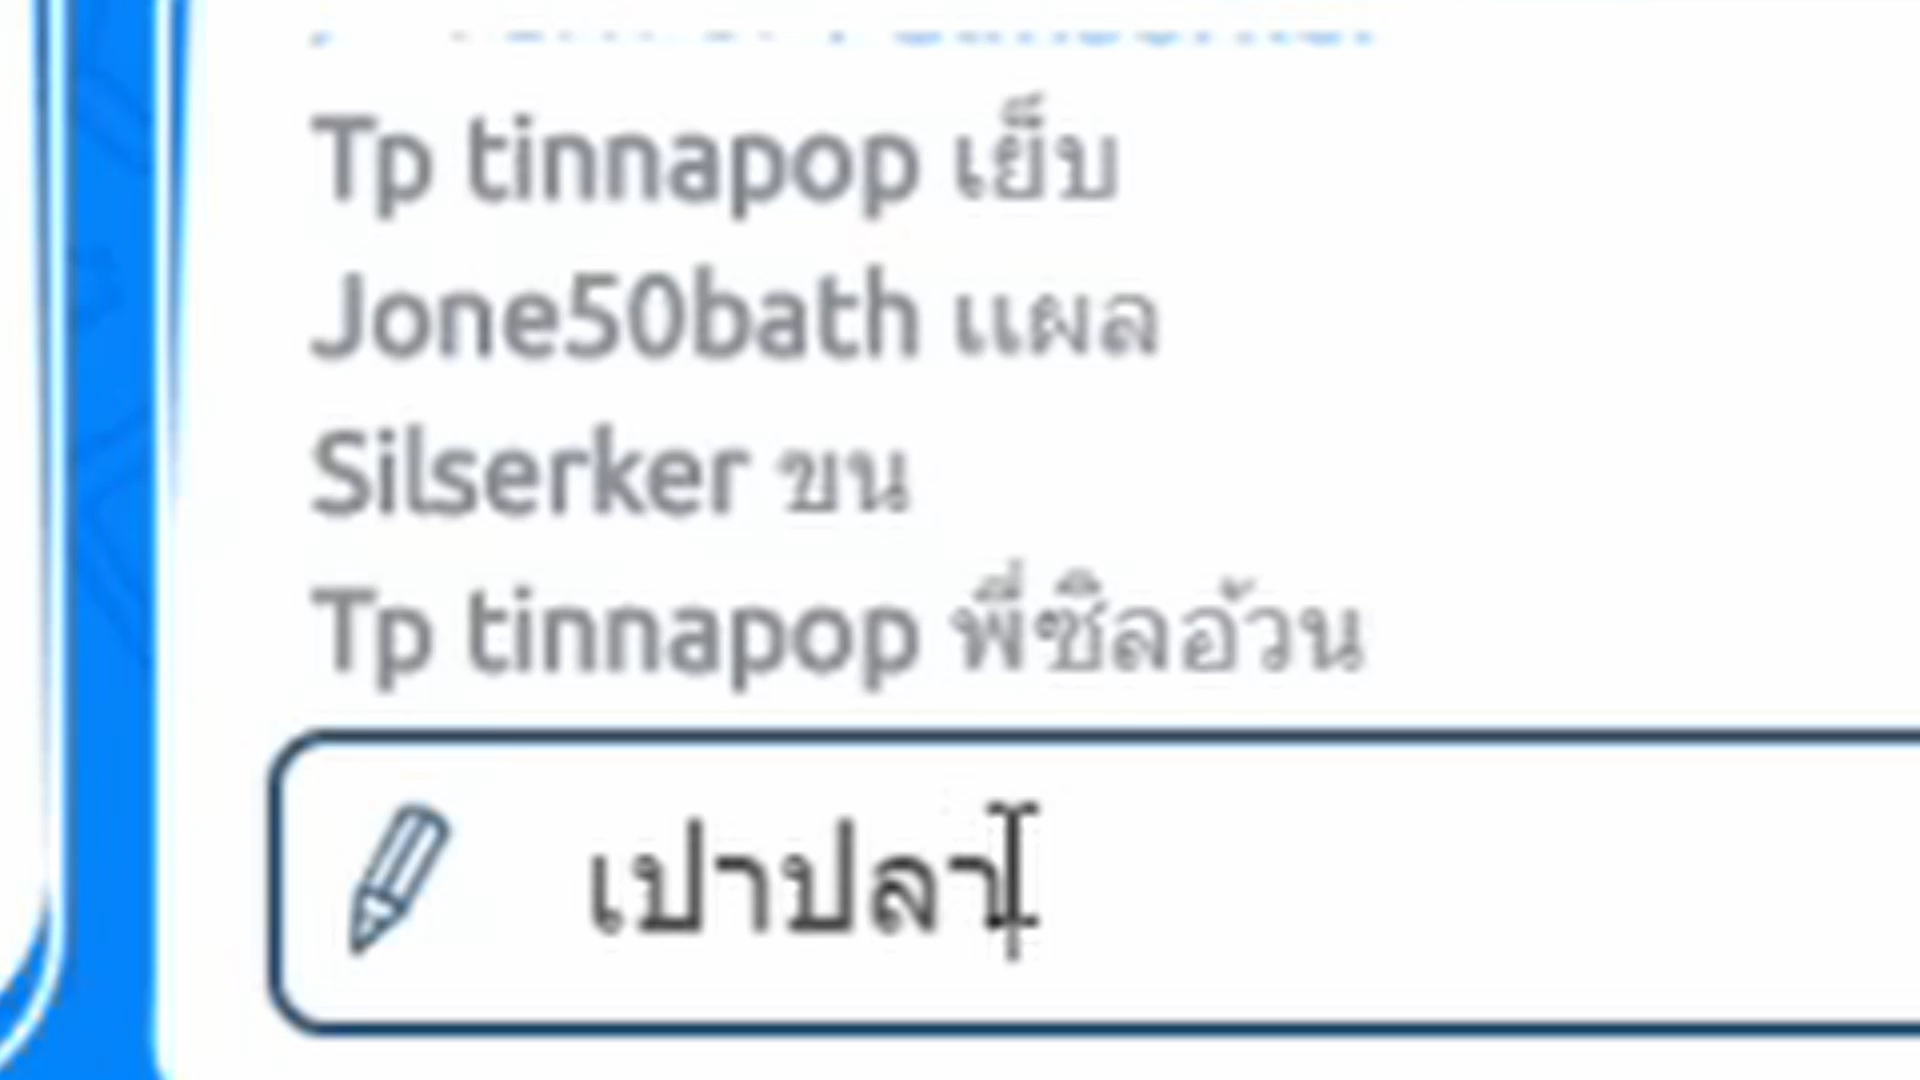 Tp tinnapop เย็บ
Jone50bath แผล
Silserker ขน
Tp tinnapop พี่ซิลอ้วน
เปาปลา